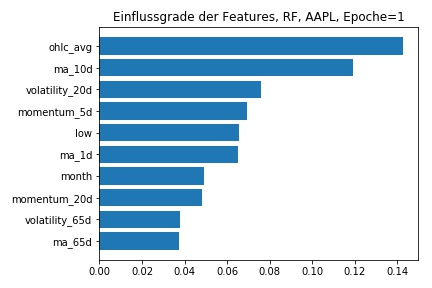 Einflussgrade der Features, RF, AAPL, Epoche=1
ohlc_avg
ma_10d
volatility_20d
momentum_5d
low
ma_1d
month
momentum_20d
volatility_65d
ma_65d
0.00 0.02 0.04 0.06 0.08 0.10 0.12 0.14